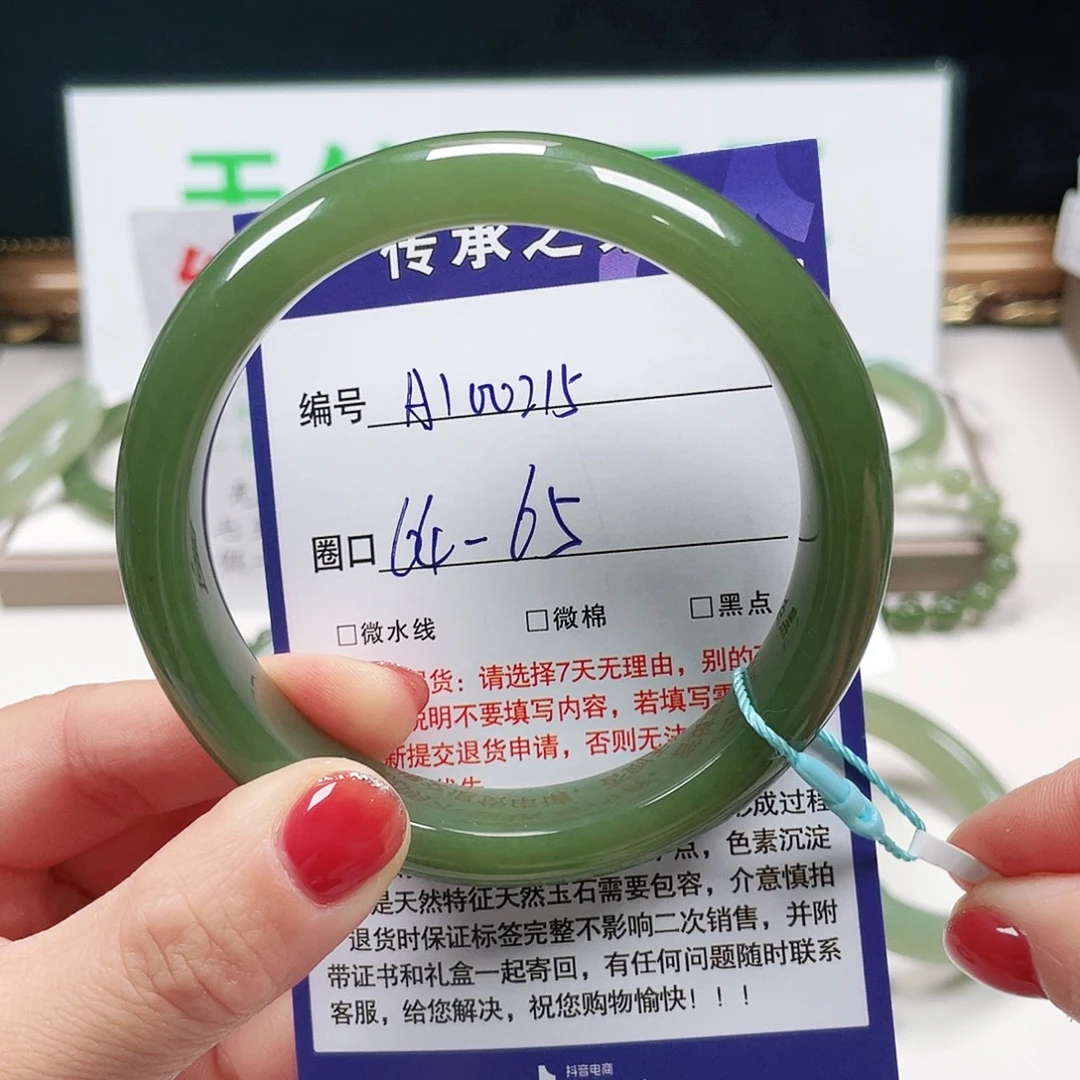 传承之
编号 A100215
圈口 64-65
□微水线 □微棉 □黑点
货：请选择7天无理由，别的
说明不要填写内容，若填写
新提交退货申请，否则无法
形成过程
点，色素沉淀
是天然特征天然玉石需要包容，介意慎拍
退货时保证标签完整不影响二次销售，并附
带证书和礼盒一起寄回，有任何问题随时联系
客服，给您解决，祝您购物愉快！！！
抖音电商